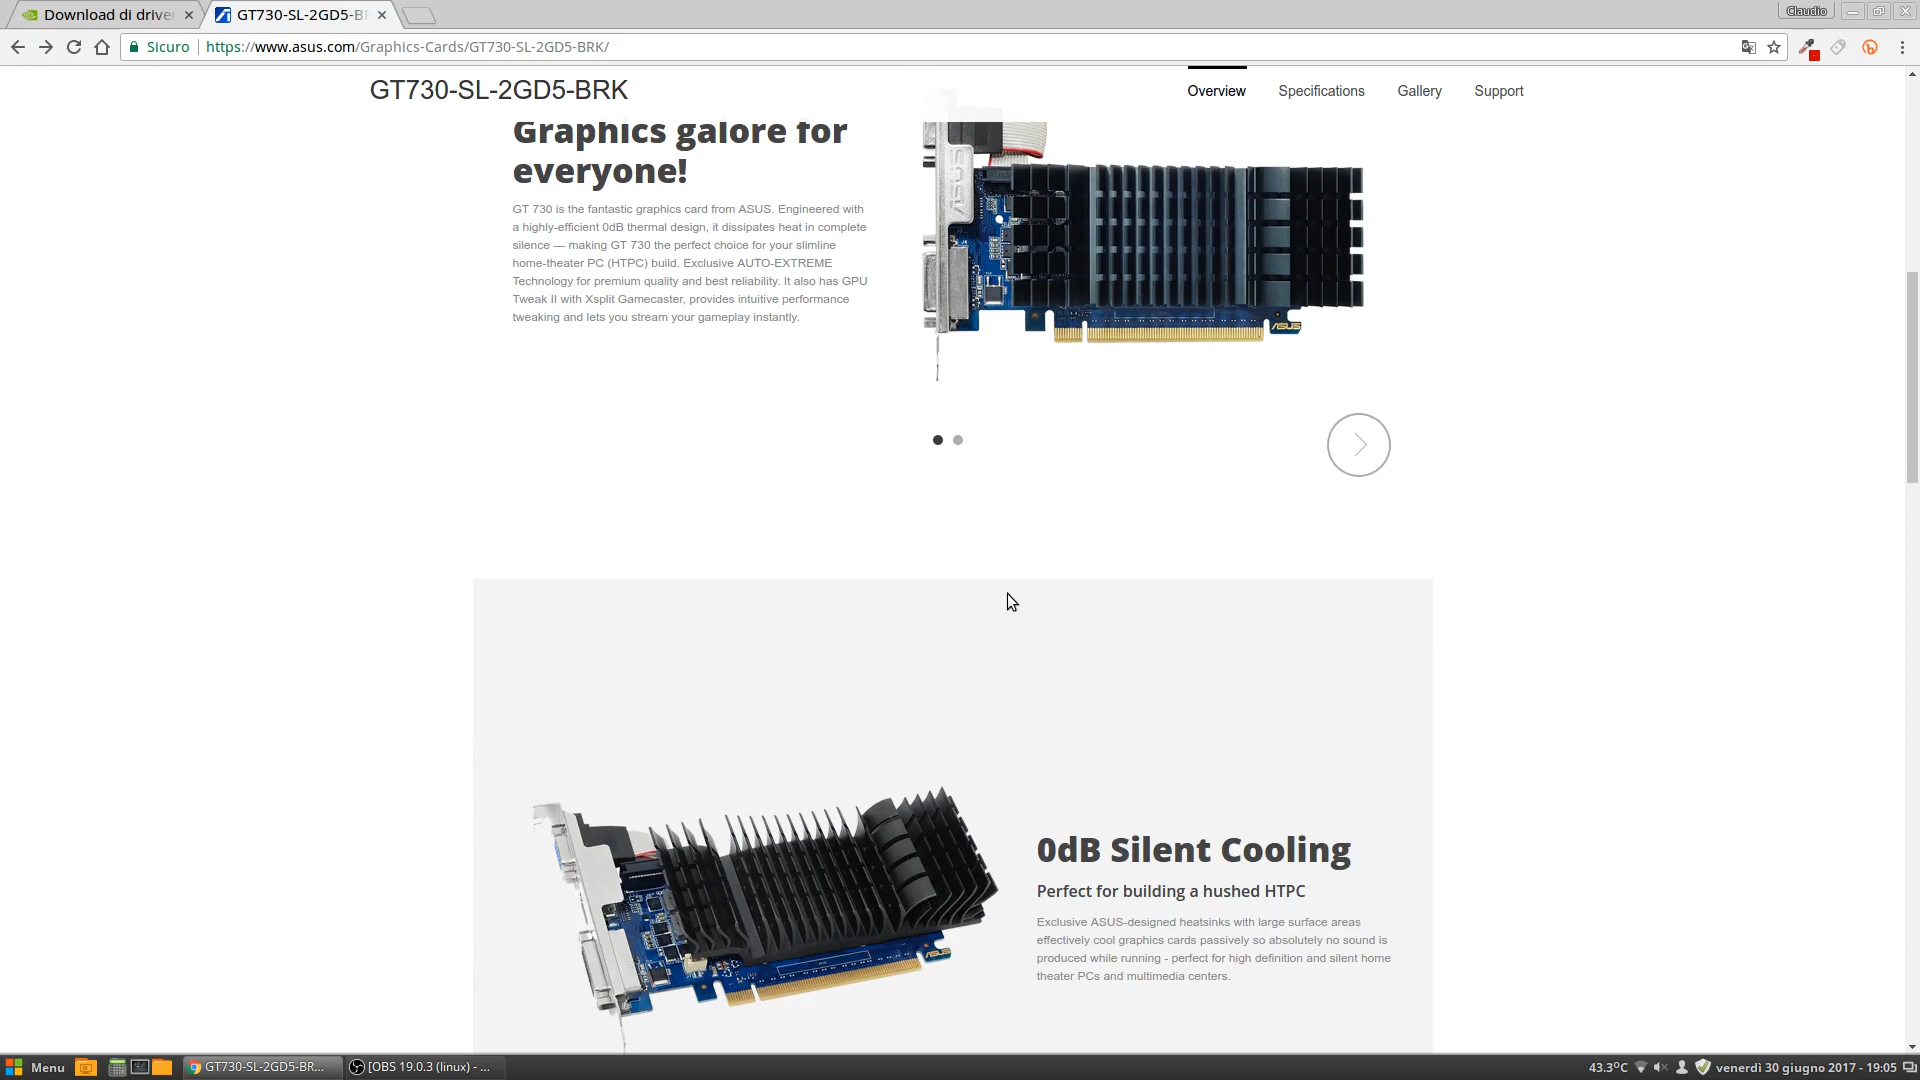 Download di drive
GT730-SL-2GD5-B
Claudio
Sicuro
https://www.asus.com/Graphics-Cards/GT730-SL-2GD5-BRK/
GT730-SL-2GD5-BRK
Overview
Specifications
Gallery
Support
Graphics galore for
everyone!
GT 730 is the fantastic graphics card from ASUS. Engineered with
a highly-efficient 0dB thermal design, it dissipates heat in complete
silence — making GT 730 the perfect choice for your slimline
home-theater PC (HTPC) build. Exclusive AUTO-EXTREME
Technology for premium quality and best reliability. It also has GPU
Tweak II with Xsplit Gamecaster, provides intuitive performance
tweaking and lets you stream your gameplay instantly.
ASUS
ASUS
0dB Silent Cooling
Perfect for building a hushed HTPC
Exclusive ASUS-designed heatsinks with large surface areas
effectively cool graphics cards passively so absolutely no sound is
produced while running - perfect for high definition and silent home
theater PCs and multimedia centers.
ASUS
Menu
GT730-SL-2GD5-BR...
[OBS 19.0.3 (linux) - ...
43.3°C
venerdì 30 giugno 2017 - 19:05